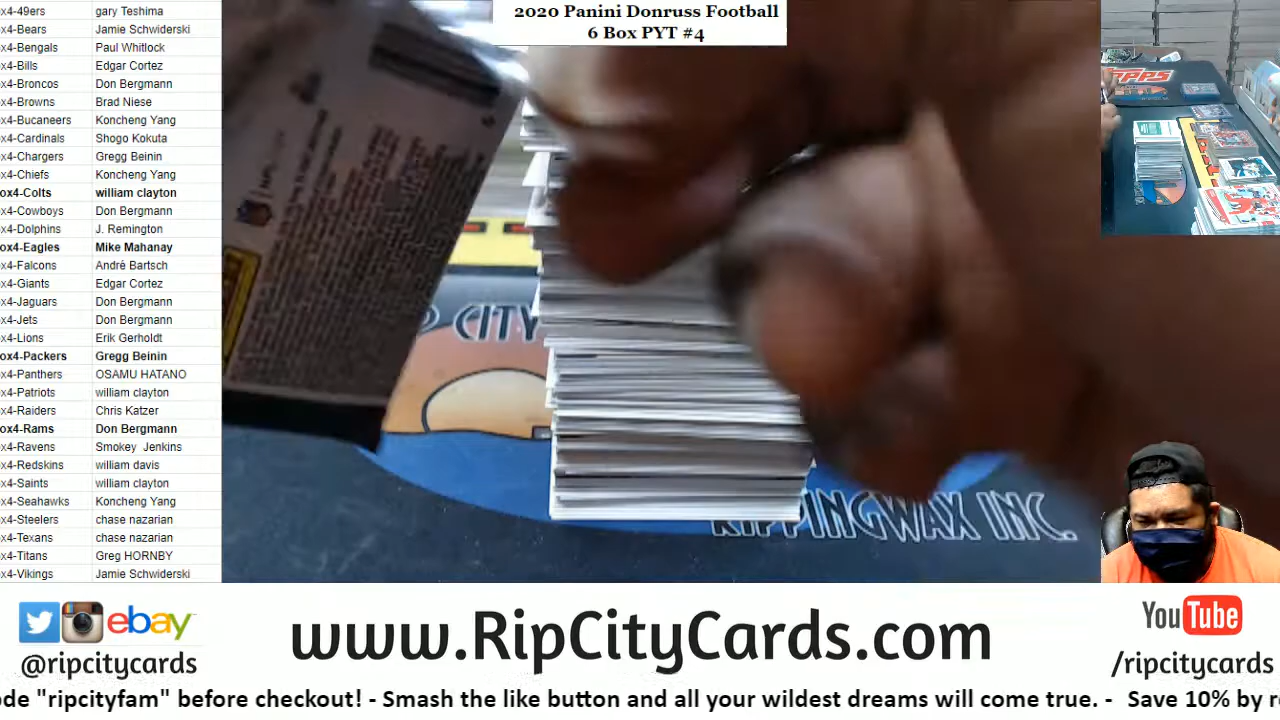 2020 Panini Donruss Football
6 Box PYT #4
x4-49ers gary Teshima
x4-Bears Jamie Schwiderski
x4-Bengals Paul Whitlock
x4-Bills Edgar Cortez
x4-Broncos Don Bergmann
x4-Browns Brad Niese
x4-Bucaneers Koncheng Yang
x4-Cardinals Shogo Kokuta
x4-Chargers Gregg Beinin
x4-Chiefs Koncheng Yang
ox4-Colts william clayton
x4-Cowboys Don Bergmann
x4-Dolphins J. Remington
ox4-Eagles Mike Mahanay
x4-Falcons André Bartsch
x4-Giants Edgar Cortez
x4-Jaguars Don Bergmann
x4-Jets Don Bergmann
x4-Lions Erik Gerholdt
ox4-Packers Gregg Beinin
x4-Panthers OSAMU HATANO
x4-Patriots william clayton
x4-Raiders Chris Katzer
ox4-Rams Don Bergmann
x4-Ravens Smokey Jenkins
x4-Redskins william davis
x4-Saints william clayton
x4-Seahawks Koncheng Yang
x4-Steelers chase nazarian
x4-Texans chase nazarian
x4-Titans Greg HORNBY
x4-Vikings Jamie Schwiderski
CITY
RIPPINGWAX INC.
ebay
@ripcitycards
www.RipCityCards.com
YouTube
/ripcitycards
de "ripcityfam" before checkout! - Smash the like button and all your wildest dreams will come true. - Save 10% by r